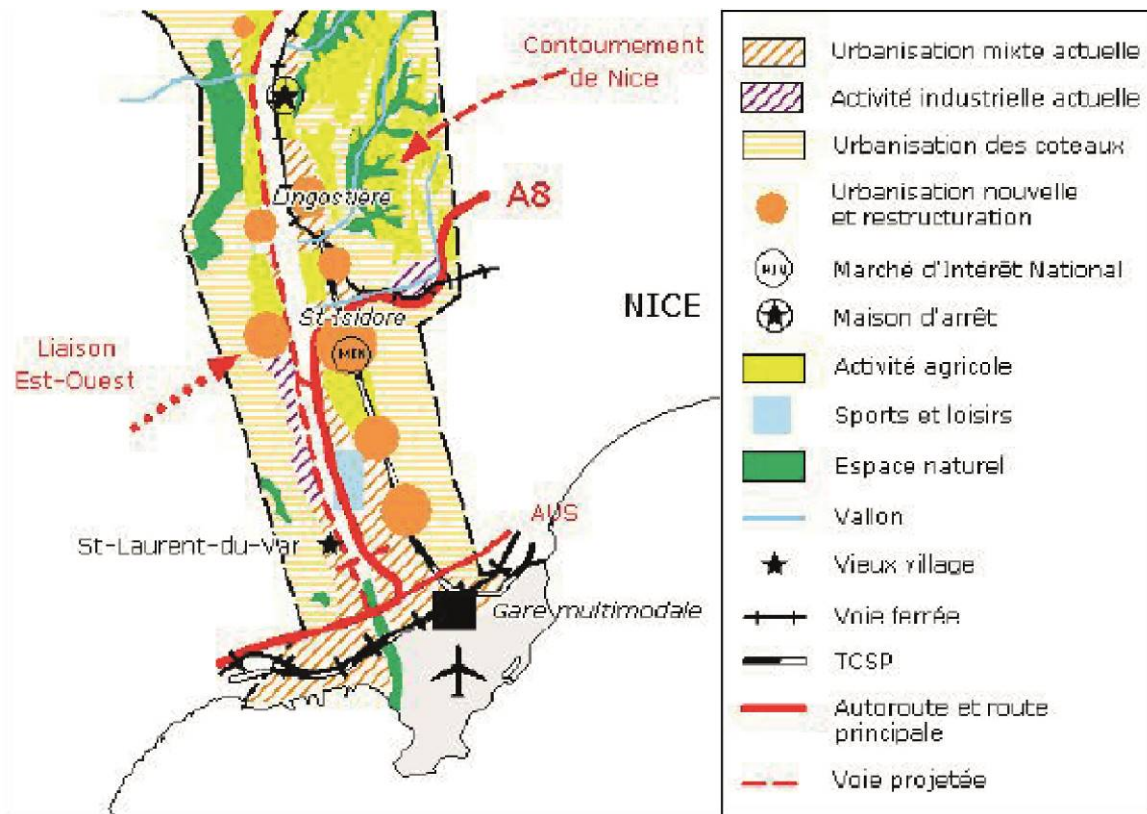 Contournement
de Nice
A8
Lingostière
St-Isidore
MIN
NICE
Liaison
Est-Ouest
St-Laurent-du-Var
AUS
Gare multimodale
Urbanisation mixte actuelle
Activité industrielle actuelle
Urbanisation des coteaux
Urbanisation nouvelle
et restructuration
MIN
Marché d'Intérêt National
Maison d'arrêt
Activité agricole
Sports et loisirs
Espace naturel
Vallon
Vieux village
Voie ferrée
TCSP
Autoroute et route
principale
Voie projetée